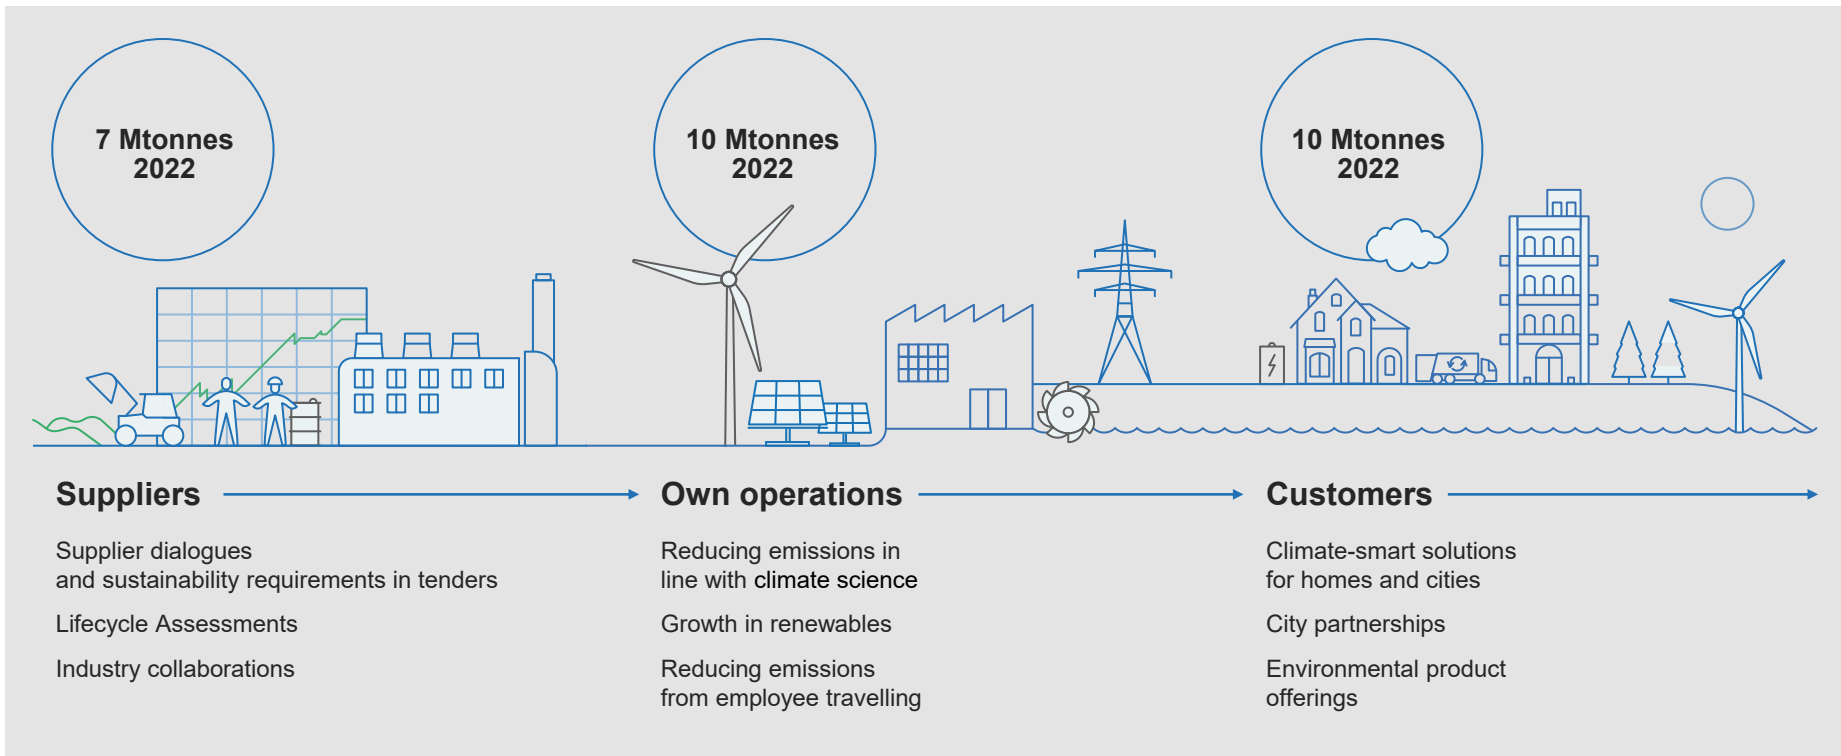 7 Mtonnes
2022
10 Mtonnes
2022
10 Mtonnes
2022
Suppliers
Supplier dialogues
and sustainability requirements in tenders
Lifecycle Assessments
Industry collaborations
Own operations
Reducing emissions in
line with climate science
Growth in renewables
Reducing emissions
from employee travelling
Customers
Climate-smart solutions
for homes and cities
City partnerships
Environmental product
offerings